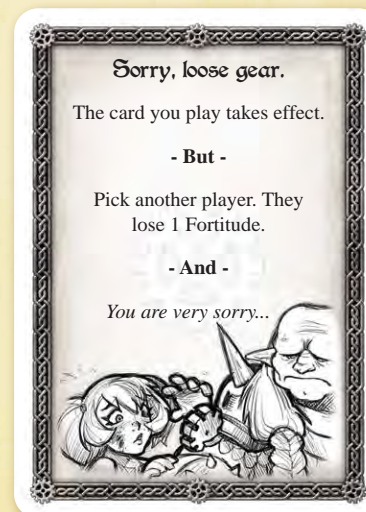 Sorry, loose gear.
The card you play takes effect.
- But -
Pick another player. They
lose 1 Fortitude.
- And -
You are very sorry...